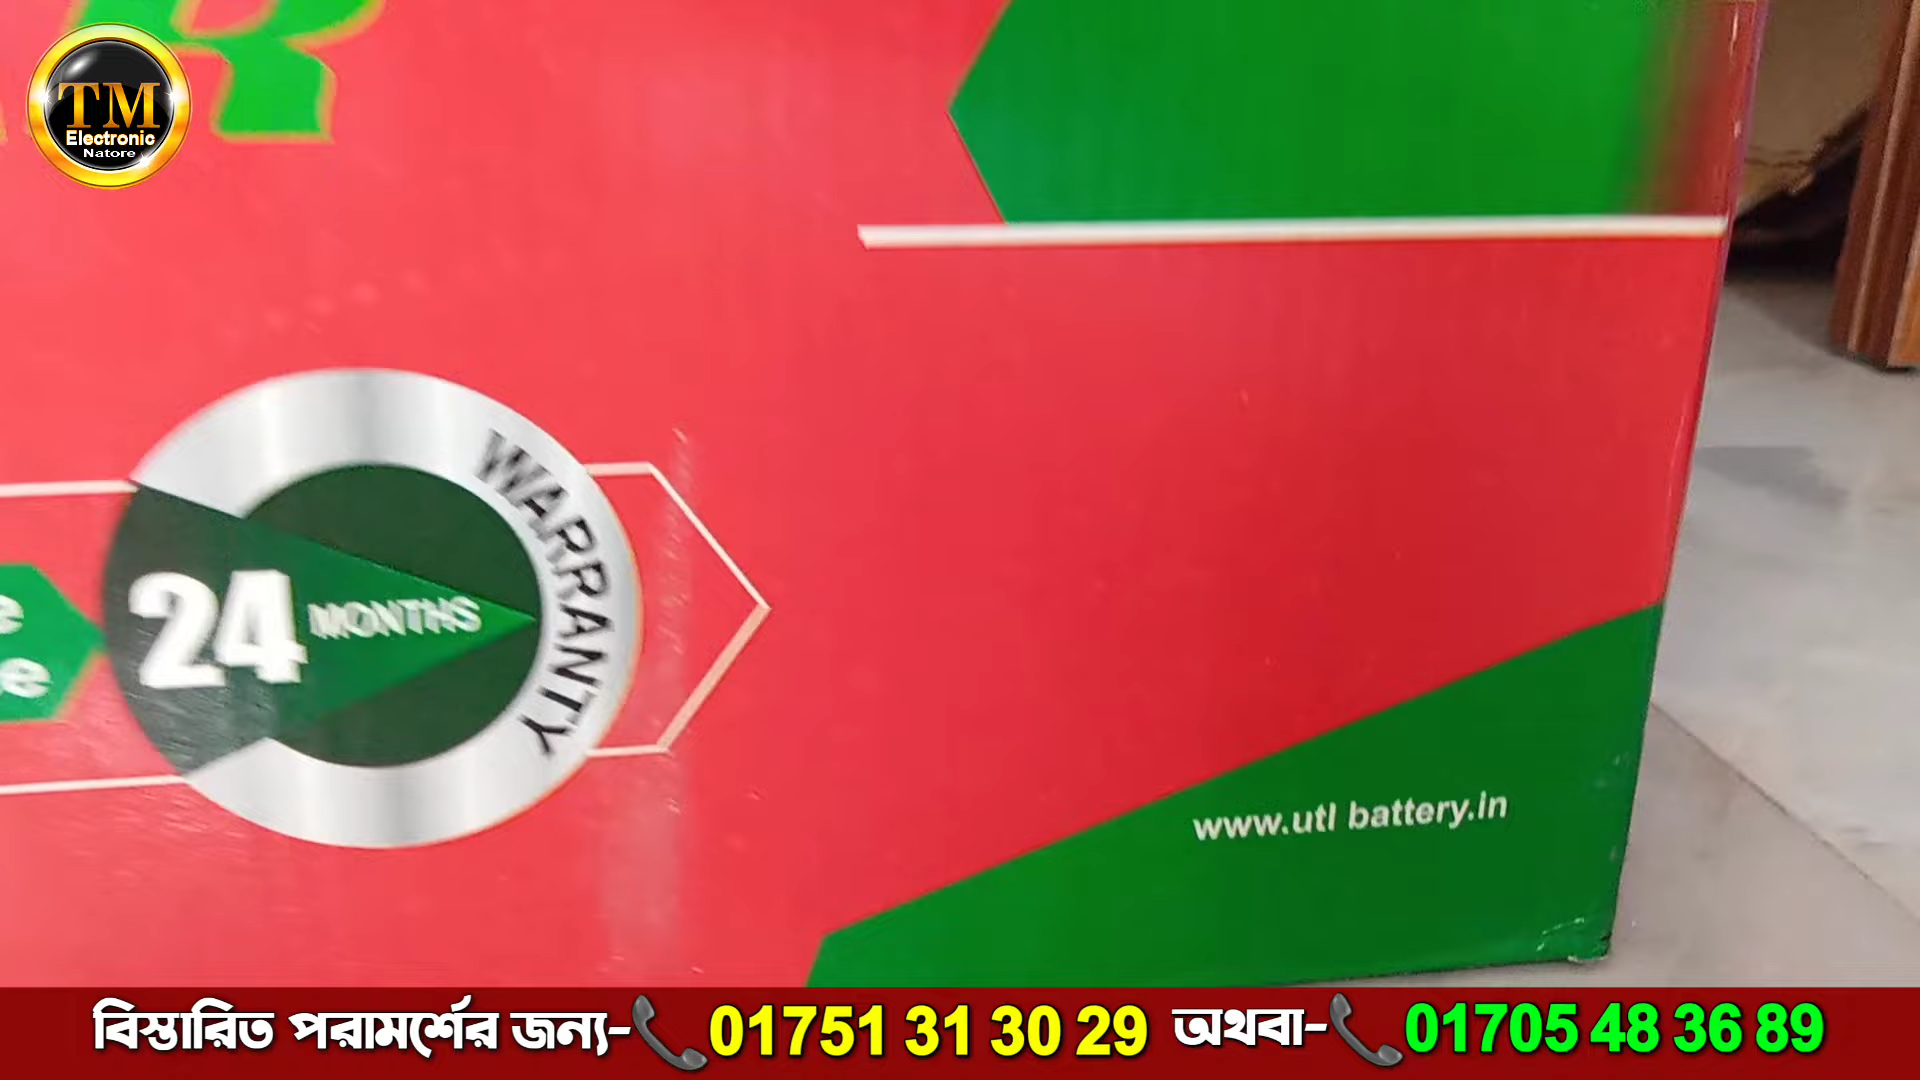 R
TM
Electronic
Natore
WARRANTY
24 MONTHS
e
e
www.utl battery.in
বিস্তারিত পরামর্শের জন্য-01751 31 30 29 অথবা-01705 48 36 89